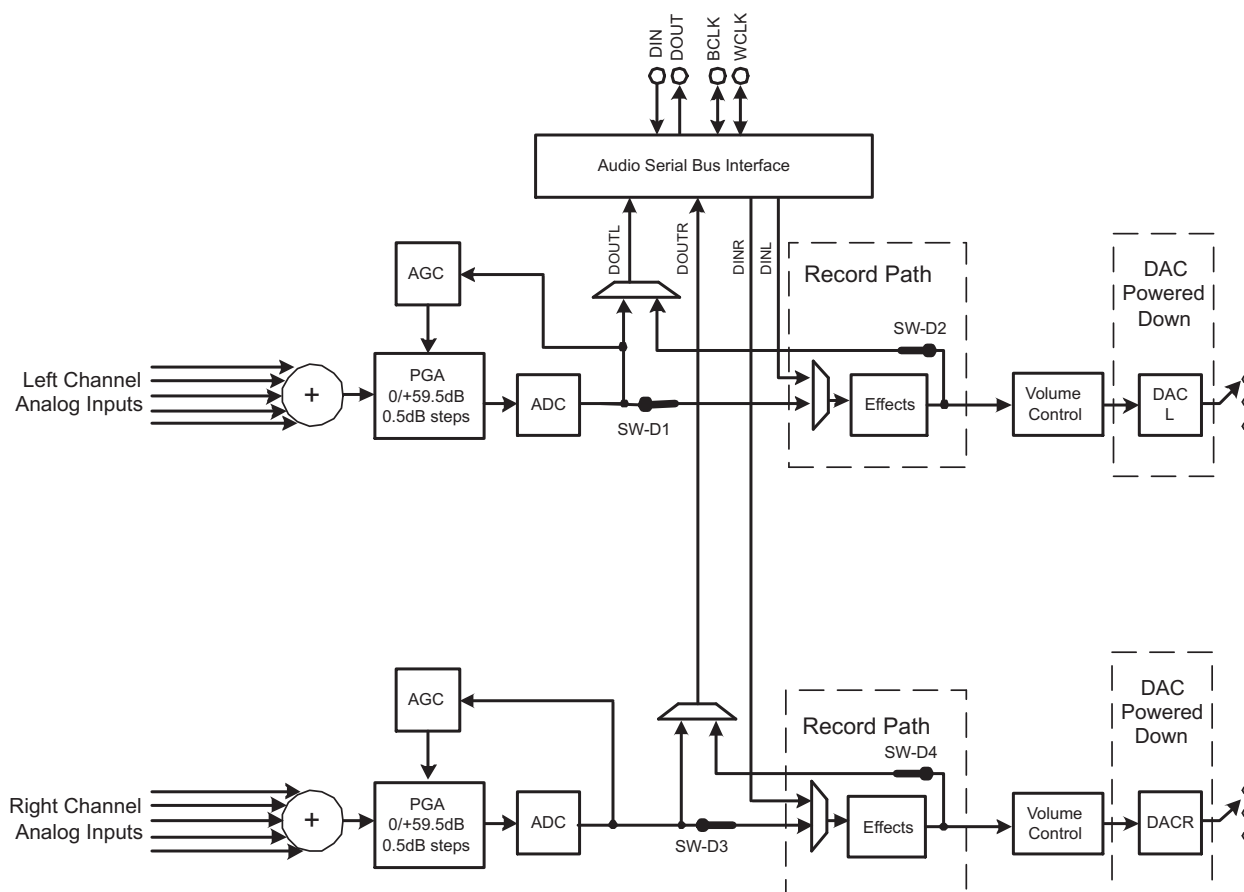 DIN
DOUT
BCLK
WCLK
Audio Serial Bus Interface
DOUTL
DOUTR
DINR
DINL
Record Path
DAC
Powered
Down
AGC
SW-D2
Left Channel
Analog Inputs
+
PGA
0/+59.5dB
0.5dB steps
ADC
SW-D1
Effects
Volume
Control
DAC
L
AGC
Record Path
DAC
Powered
Down
SW-D4
Right Channel
Analog Inputs
+
PGA
0/+59.5dB
0.5dB steps
ADC
SW-D3
Effects
Volume
Control
DACR